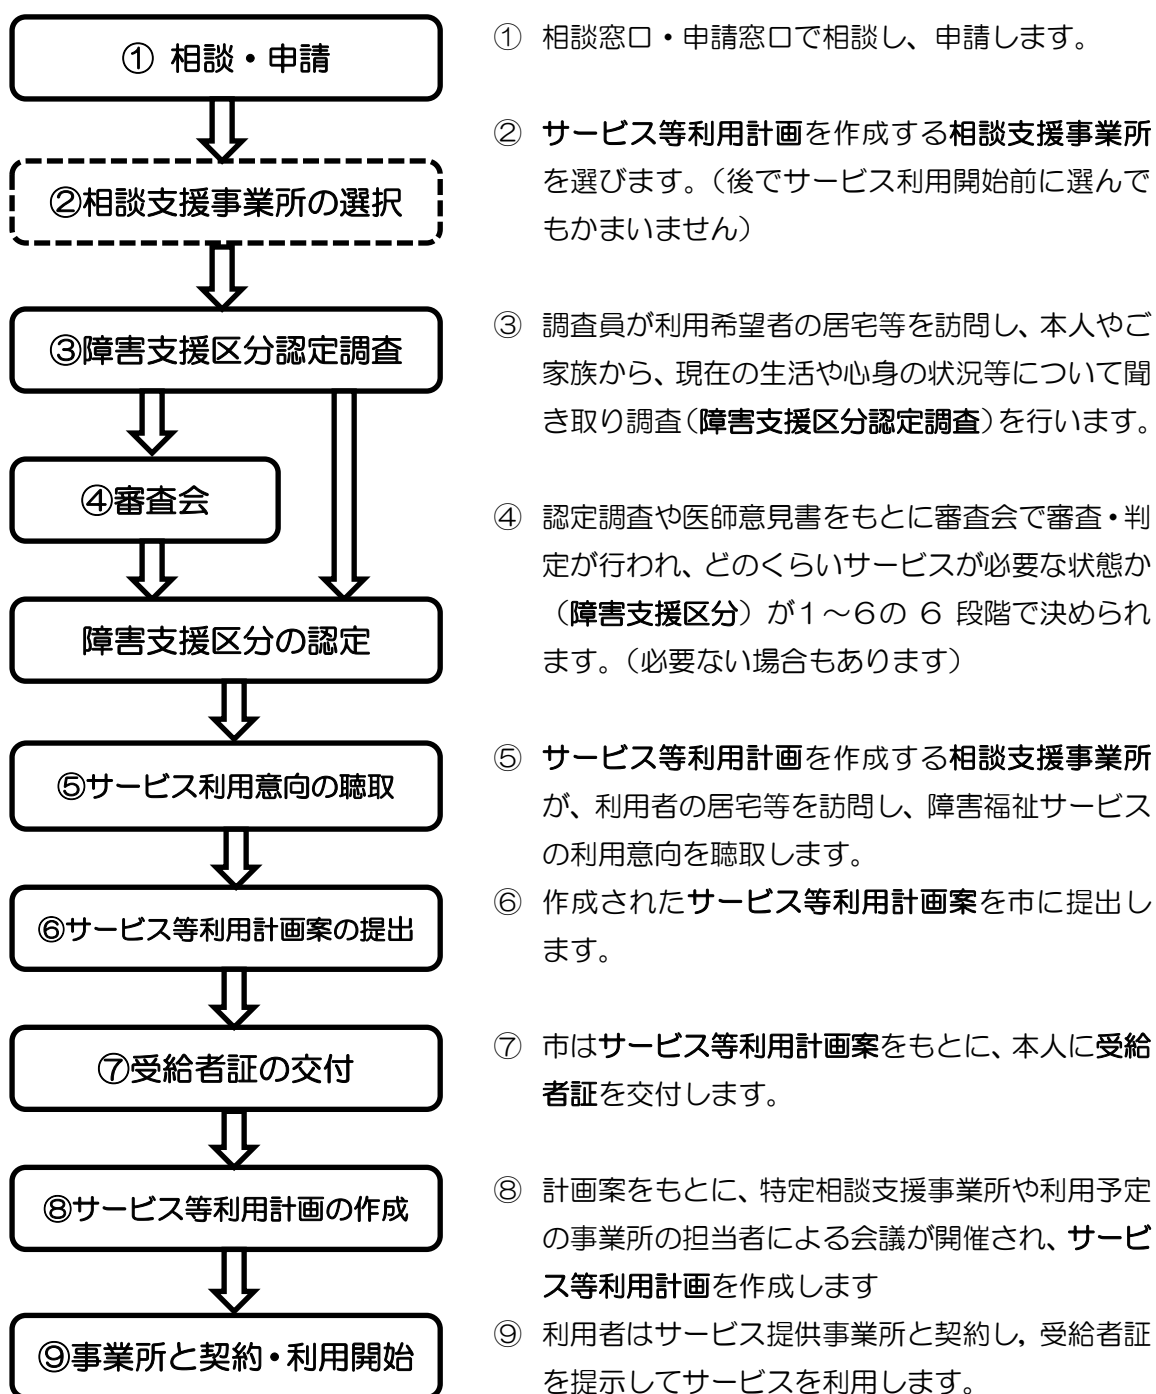 ① 相談・申請
②相談支援事業所の選択
③障害支援区分認定調査
④審査会
障害支援区分の認定
⑤サービス利用意向の聴取
⑥サービス等利用計画案の提出
⑦受給者証の交付
⑧サービス等利用計画の作成
⑨事業所と契約・利用開始
① 相談窓口・申請窓口で相談し、申請します。
② サービス等利用計画を作成する相談支援事業所
を選びます。（後でサービス利用開始前に選んで
もかまいません）
③ 調査員が利用希望者の居宅等を訪問し、本人やご
家族から、現在の生活や心身の状況等について聞
き取り調査（障害支援区分認定調査）を行います。
④ 認定調査や医師意見書をもとに審査会で審査・判
定が行われ、どのくらいサービスが必要な状態か
（障害支援区分）が１～６の ６ 段階で決められ
ます。（必要ない場合もあります）
⑤ サービス等利用計画を作成する相談支援事業所
が、利用者の居宅等を訪問し、障害福祉サービス
の利用意向を聴取します。
⑥ 作成されたサービス等利用計画案を市に提出し
ます。
⑦ 市はサービス等利用計画案をもとに、本人に受給
者証を交付します。
⑧ 計画案をもとに、特定相談支援事業所や利用予定
の事業所の担当者による会議が開催され、サービ
ス等利用計画を作成します
⑨ 利用者はサービス提供事業所と契約し，受給者証
を提示してサービスを利用します。